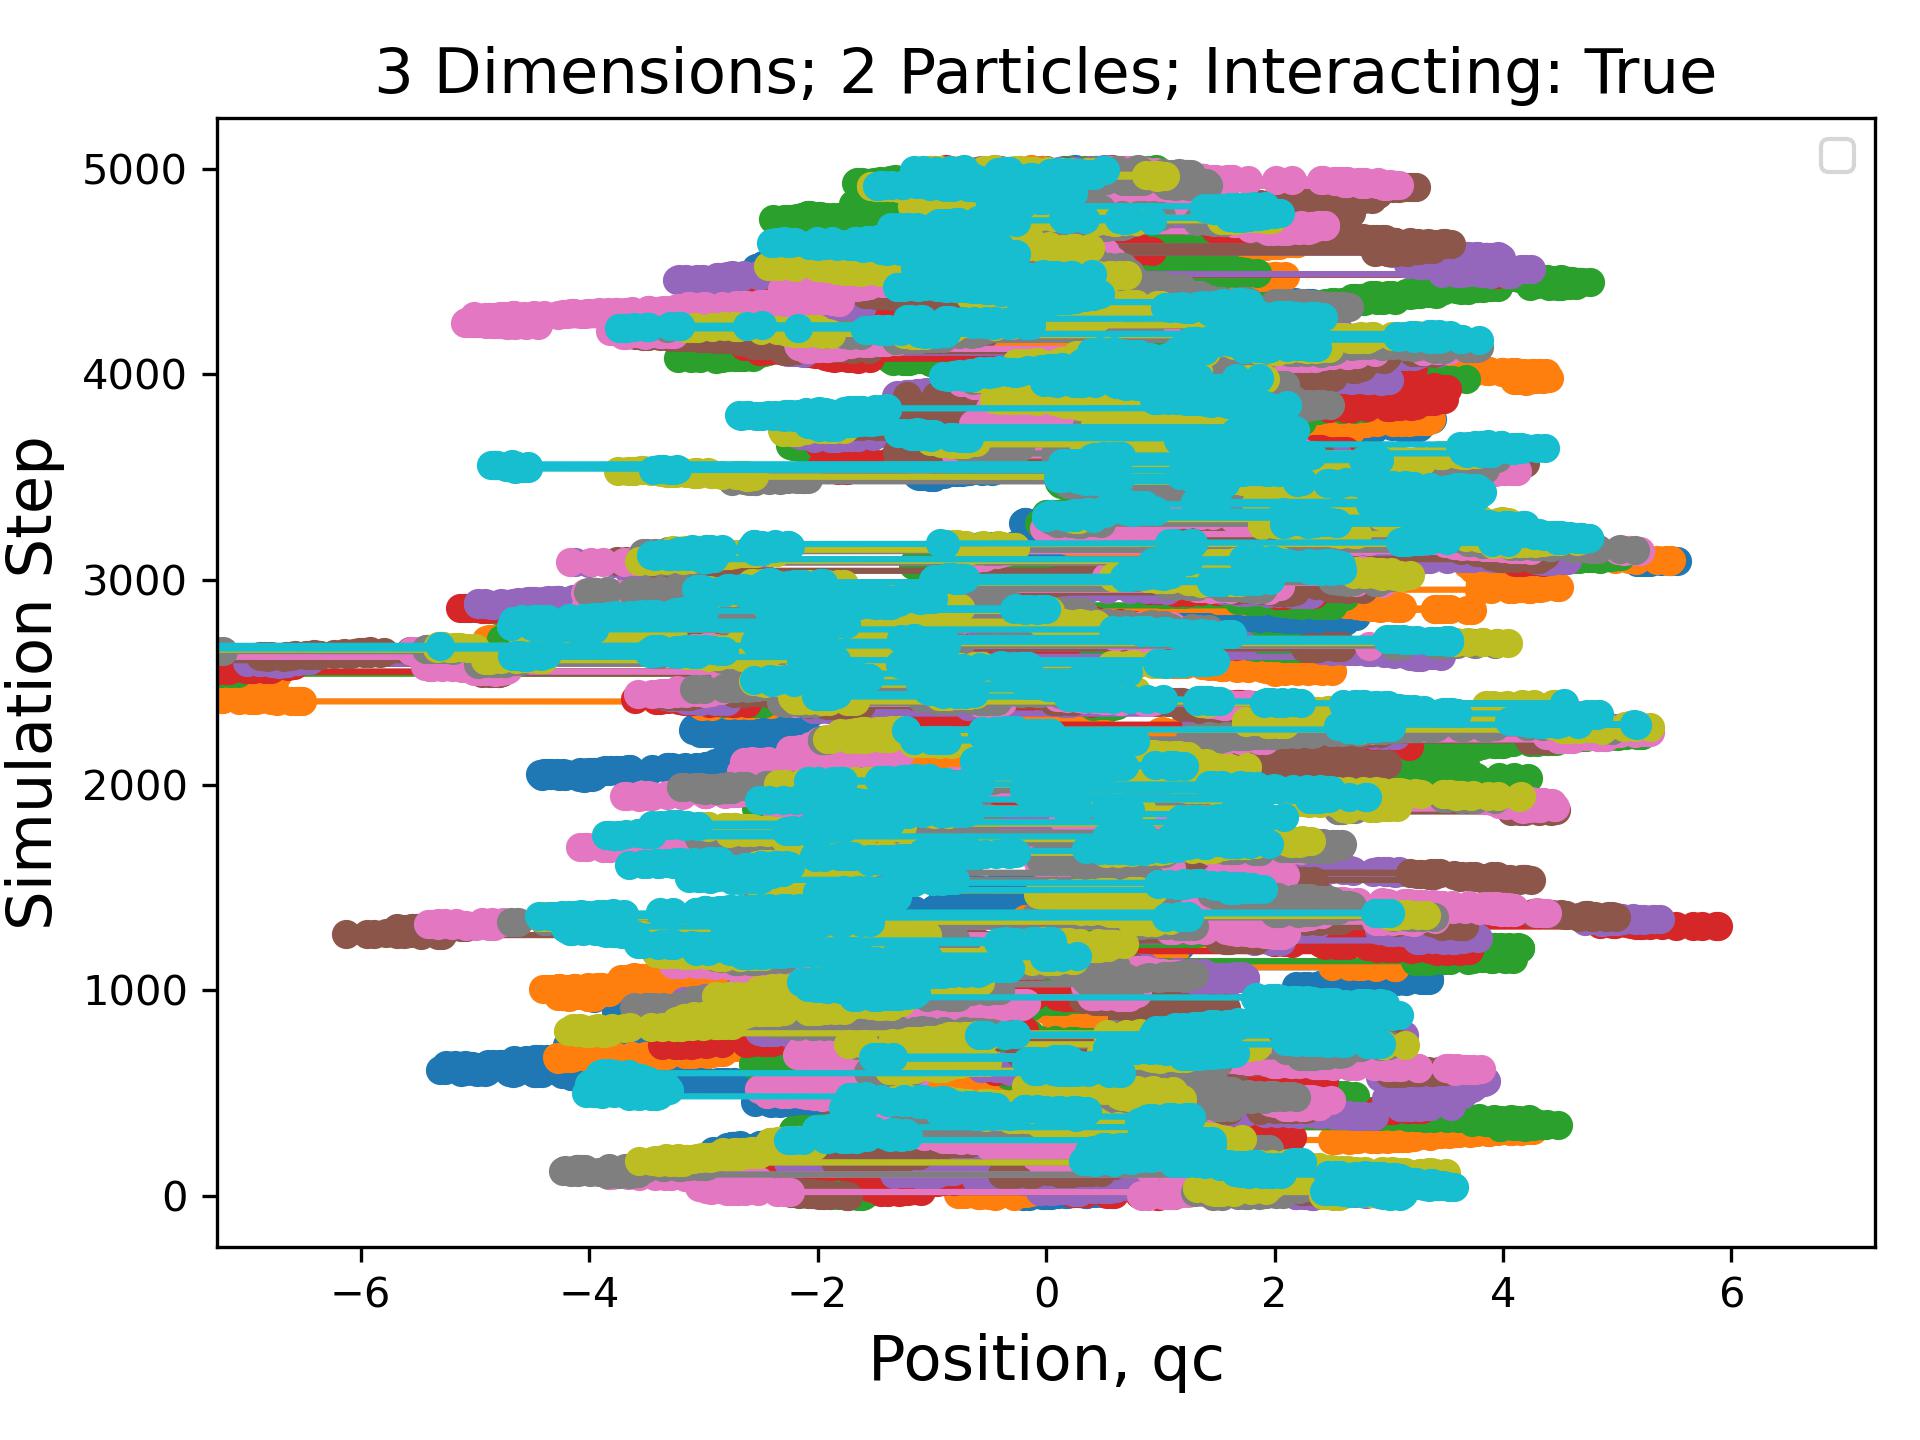 3 Dimensions; 2 Particles; Interacting: True
5000
4000
3000
2000
1000
0
Simulation Step
−6 −4 −2 0 2 4 6
Position, qc